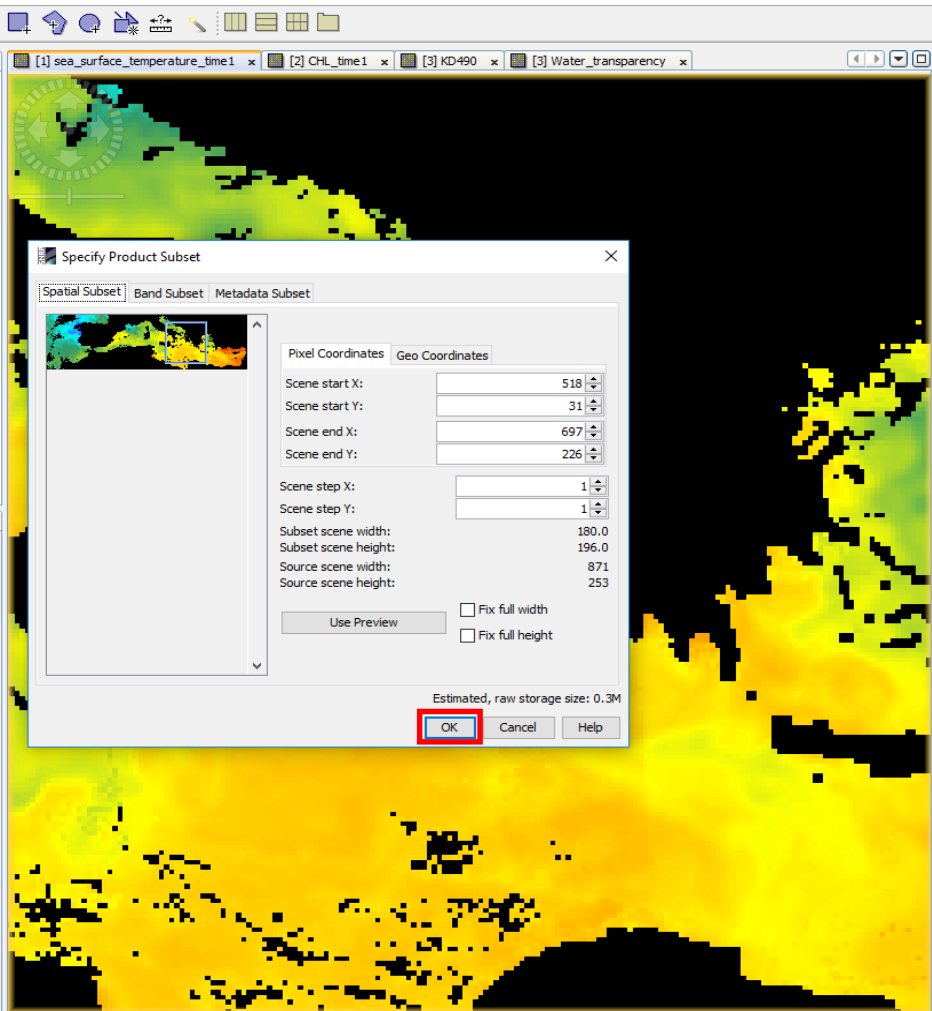 [1] sea_surface_temperature_time1 x [2] CHL_time1 x [3] KD490 x [3] Water_transparency x
Specify Product Subset
Spatial Subset Band Subset Metadata Subset
Pixel Coordinates Geo Coordinates
Scene start X: 518
Scene start Y: 31
Scene end X: 697
Scene end Y: 226
Scene step X: 1
Scene step Y: 1
Subset scene width: 180.0
Subset scene height: 196.0
Source scene width: 871
Source scene height: 253
Use Preview
Fix full width
Fix full height
Estimated, raw storage size: 0.3M
OK Cancel Help